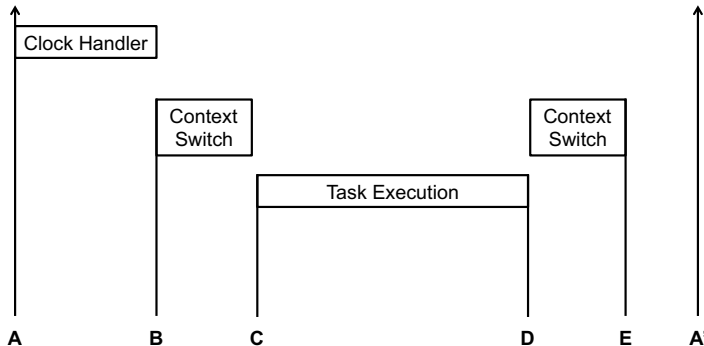 Clock Handler
Context
Switch
Context
Switch
Task Execution
A
B
C
D
E
A'